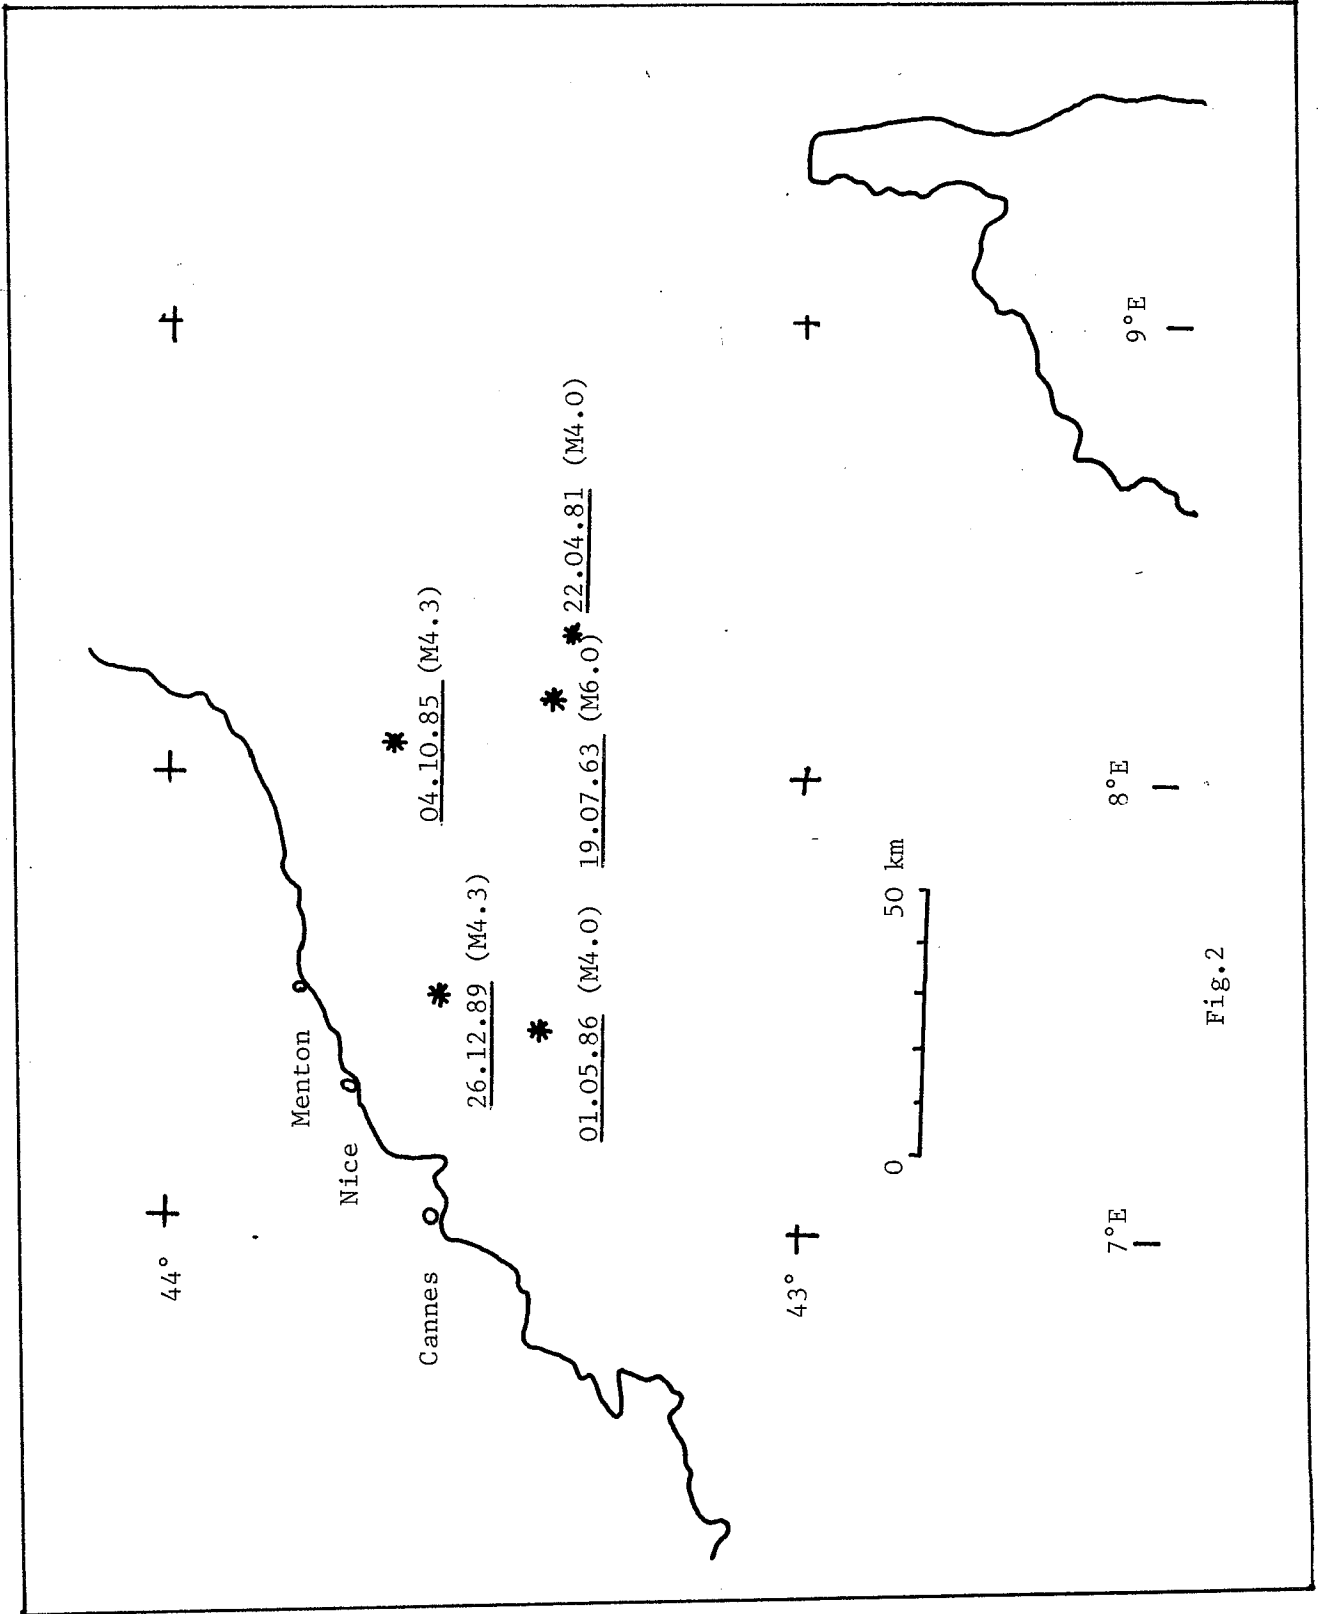 44°
Menton
Nice
Cannes
04.10.85 (M4.3)
26.12.89 (M4.3)
22.04.81 (M4.0)
19.07.63 (M6.0)
01.05.86 (M4.0)
43°
0 50 km
7°E 8°E 9°E
Fig.2